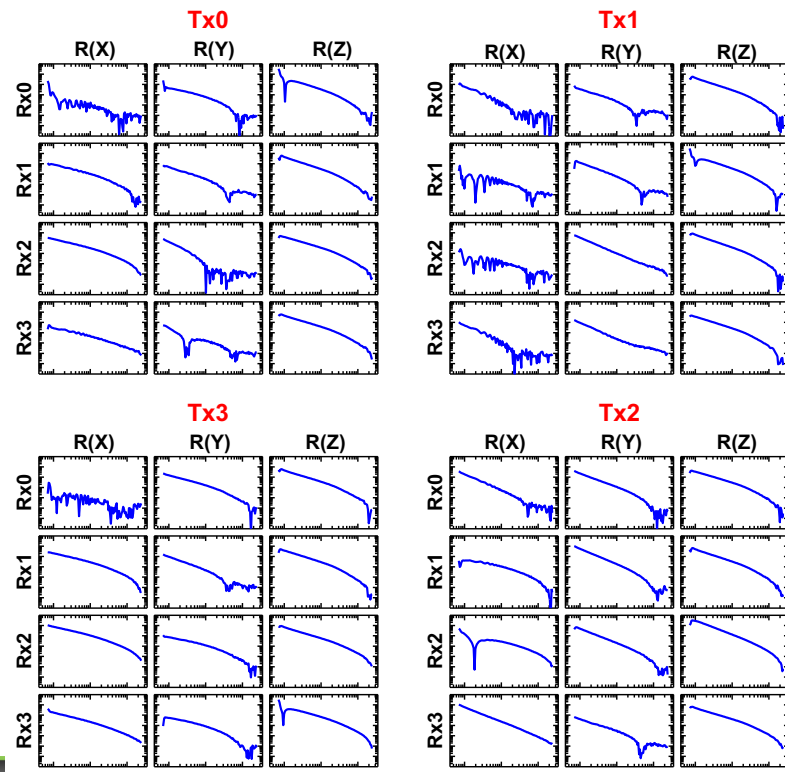 Tx0
Tx1
R(X) R(Y) R(Z)
R(X) R(Y) R(Z)
Rx0
Rx0
Rx1
Rx1
Rx2
Rx2
Rx3
Rx3
Tx3
Tx2
R(X) R(Y) R(Z)
R(X) R(Y) R(Z)
Rx0
Rx0
Rx1
Rx1
Rx2
Rx2
Rx3
Rx3